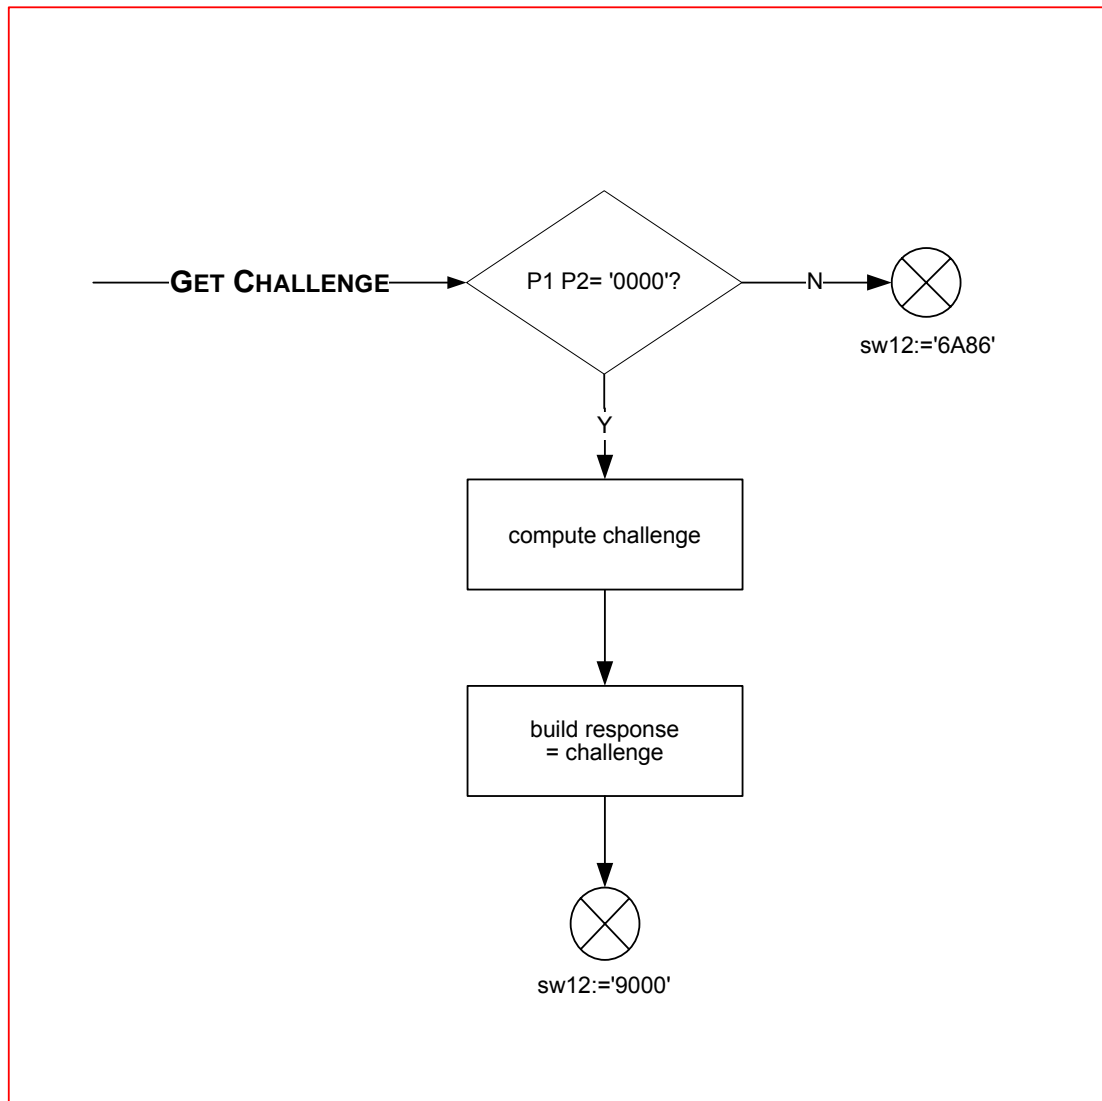 GET CHALLENGE
P1 P2= '0000'?
N
sw12:='6A86'
Y
compute challenge
build response
= challenge
sw12:='9000'